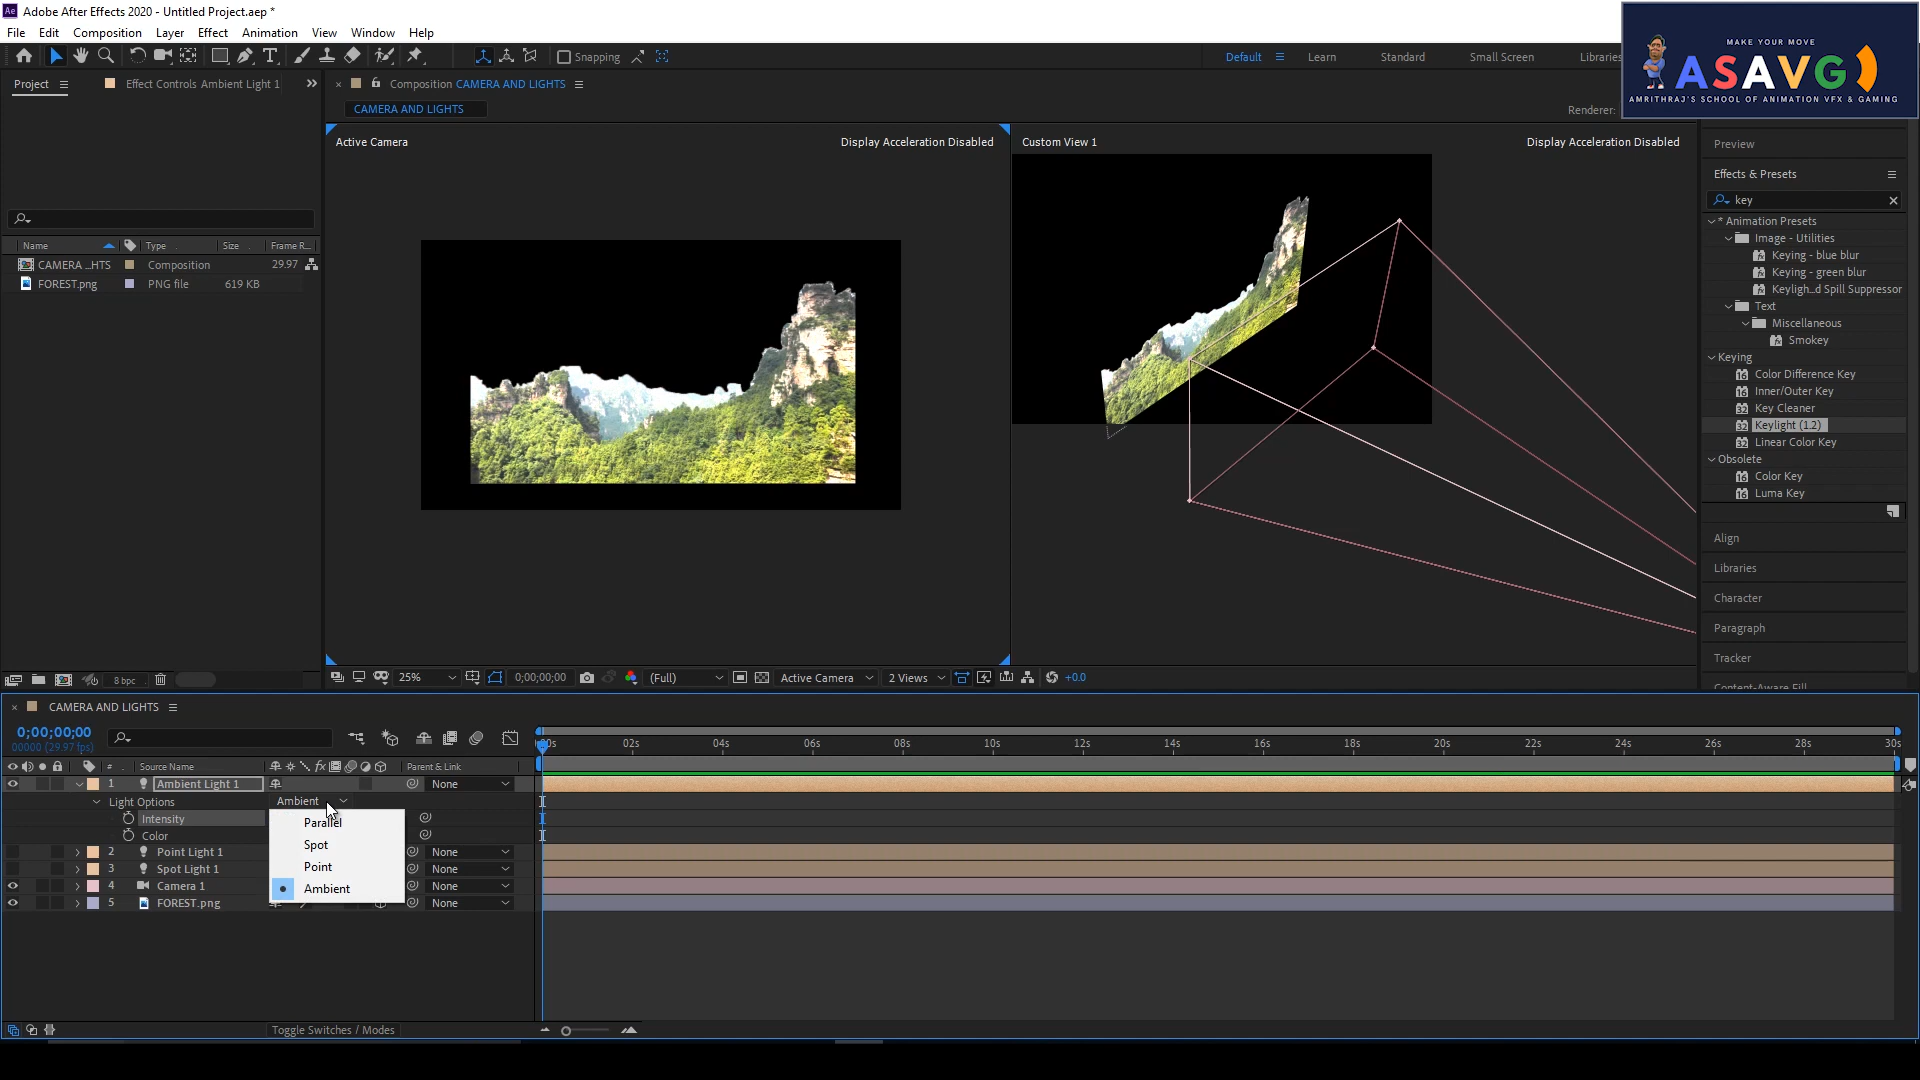 Ae Adobe After Effects 2020 - Untitled Project.aep *
File Edit Composition Layer Effect Animation View Window Help
Snapping
Default Learn Standard Small Screen Libraries
MAKE YOUR MOVE
ASAVG
AMRITHRAJ'S SCHOOL OF ANIMATION VFX & GAMING
Project Effect Controls Ambient Light 1
Composition CAMERA AND LIGHTS
CAMERA AND LIGHTS
Renderer:
Active Camera Display Acceleration Disabled
Custom View 1 Display Acceleration Disabled
Name Type Size Frame R...
CAMERA ...HTS Composition 29.97
FOREST.png PNG file 619 KB
8 bpc
25% 0;00;00;00 (Full) Active Camera 2 Views +0.0
Preview
Effects & Presets
key
* Animation Presets
Image - Utilities
Keying - blue blur
Keying - green blur
Keyligh...d Spill Suppressor
Text
Miscellaneous
Smokey
Keying
Color Difference Key
Inner/Outer Key
Key Cleaner
Keylight (1.2)
Linear Color Key
Obsolete
Color Key
Luma Key
Align
Libraries
Character
Paragraph
Tracker
Content-Aware Fill
CAMERA AND LIGHTS
0;00;00;00
00000 (29.97 fps)
# Source Name fx Parent & Link
02s 04s 06s 08s 10s 12s 14s 16s 18s 20s 22s 24s 26s 28s 30s
1 Ambient Light 1 None
Light Options Ambient
Intensity
Color
2 Point Light 1 None
3 Spot Light 1 None
4 Camera 1 None
5 FOREST.png None
Parallel
Spot
Point
Ambient
Toggle Switches / Modes